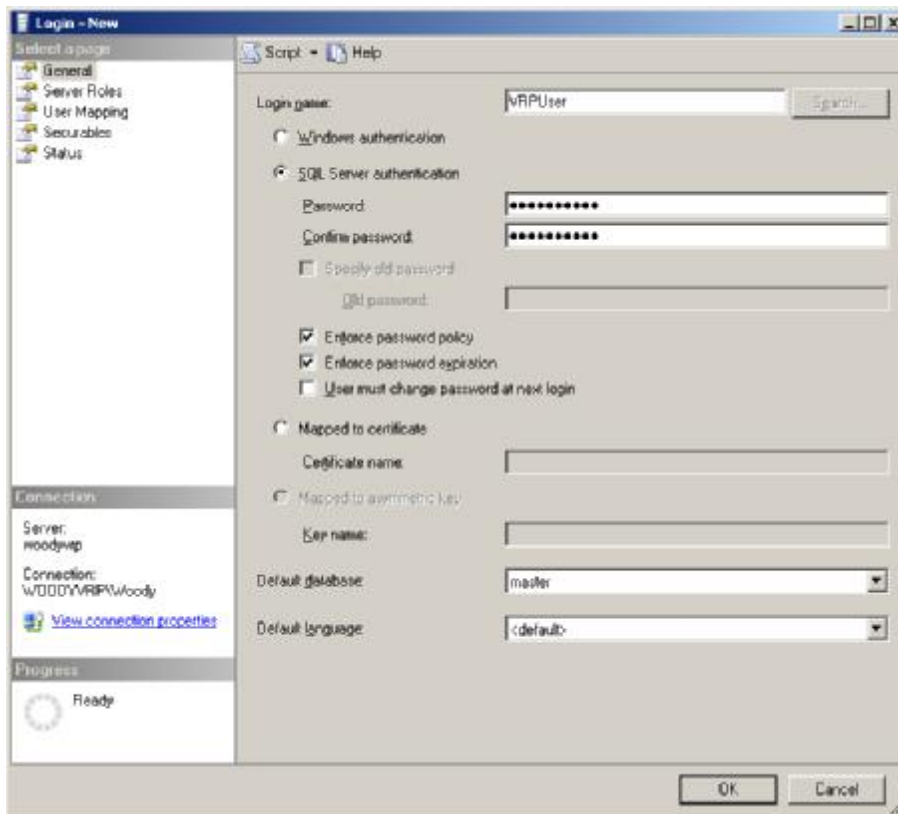 Login - New
Select a page
General
Server Roles
User Mapping
Securables
Status
Script Help
Login name: VRPUser Search...
Windows authentication
SQL Server authentication
Password:
Confirm password:
Specify old password
Old password:
Enforce password policy
Enforce password expiration
User must change password at next login
Mapped to certificate
Certificate name:
Mapped to asymmetric key
Key name:
Default database: master
Default language: <default>
Connection
Server:
Connection:
View connection properties
Progress
Ready
OK Cancel